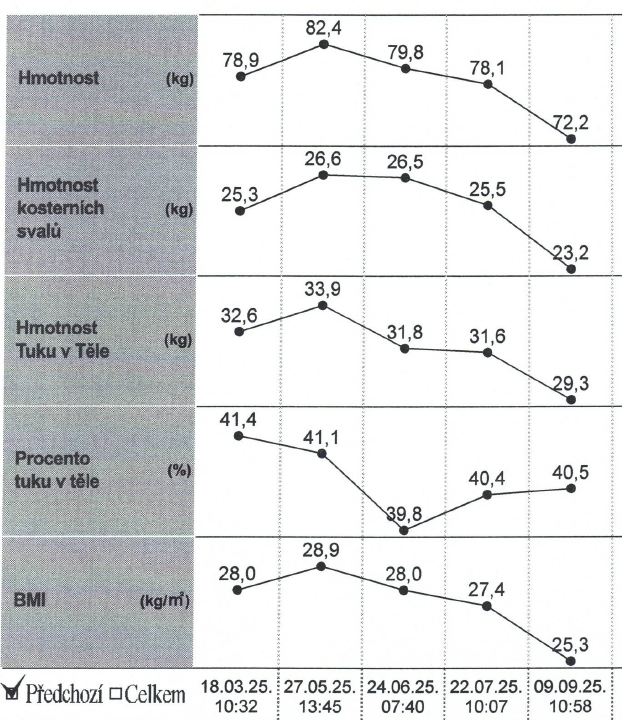 Hmotnost (kg) 78,9 82,4 79,8 78,1 72,2
Hmotnost
kosterních (kg) 25,3 26,6 26,5 25,5 23,2
svalů
Hmotnost
Tuku v Těle (kg) 32,6 33,9 31,8 31,6 29,3
Procento
tuku v těle (%) 41,4 41,1 39,8 40,4 40,5
BMI (kg/㎡) 28,0 28,9 28,0 27,4 25,3
Předchozí Celkem 18.03.25. 27.05.25. 24.06.25. 22.07.25. 09.09.25.
10:32 13:45 07:40 10:07 10:58